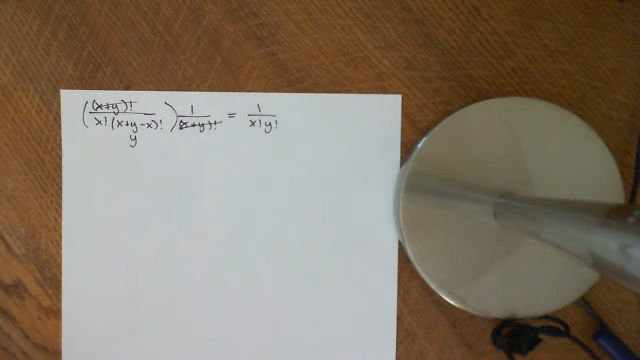 ( (x+y)! / x!(x+y-x)! ) 1 / (x+y)! = 1 / x!y!
y